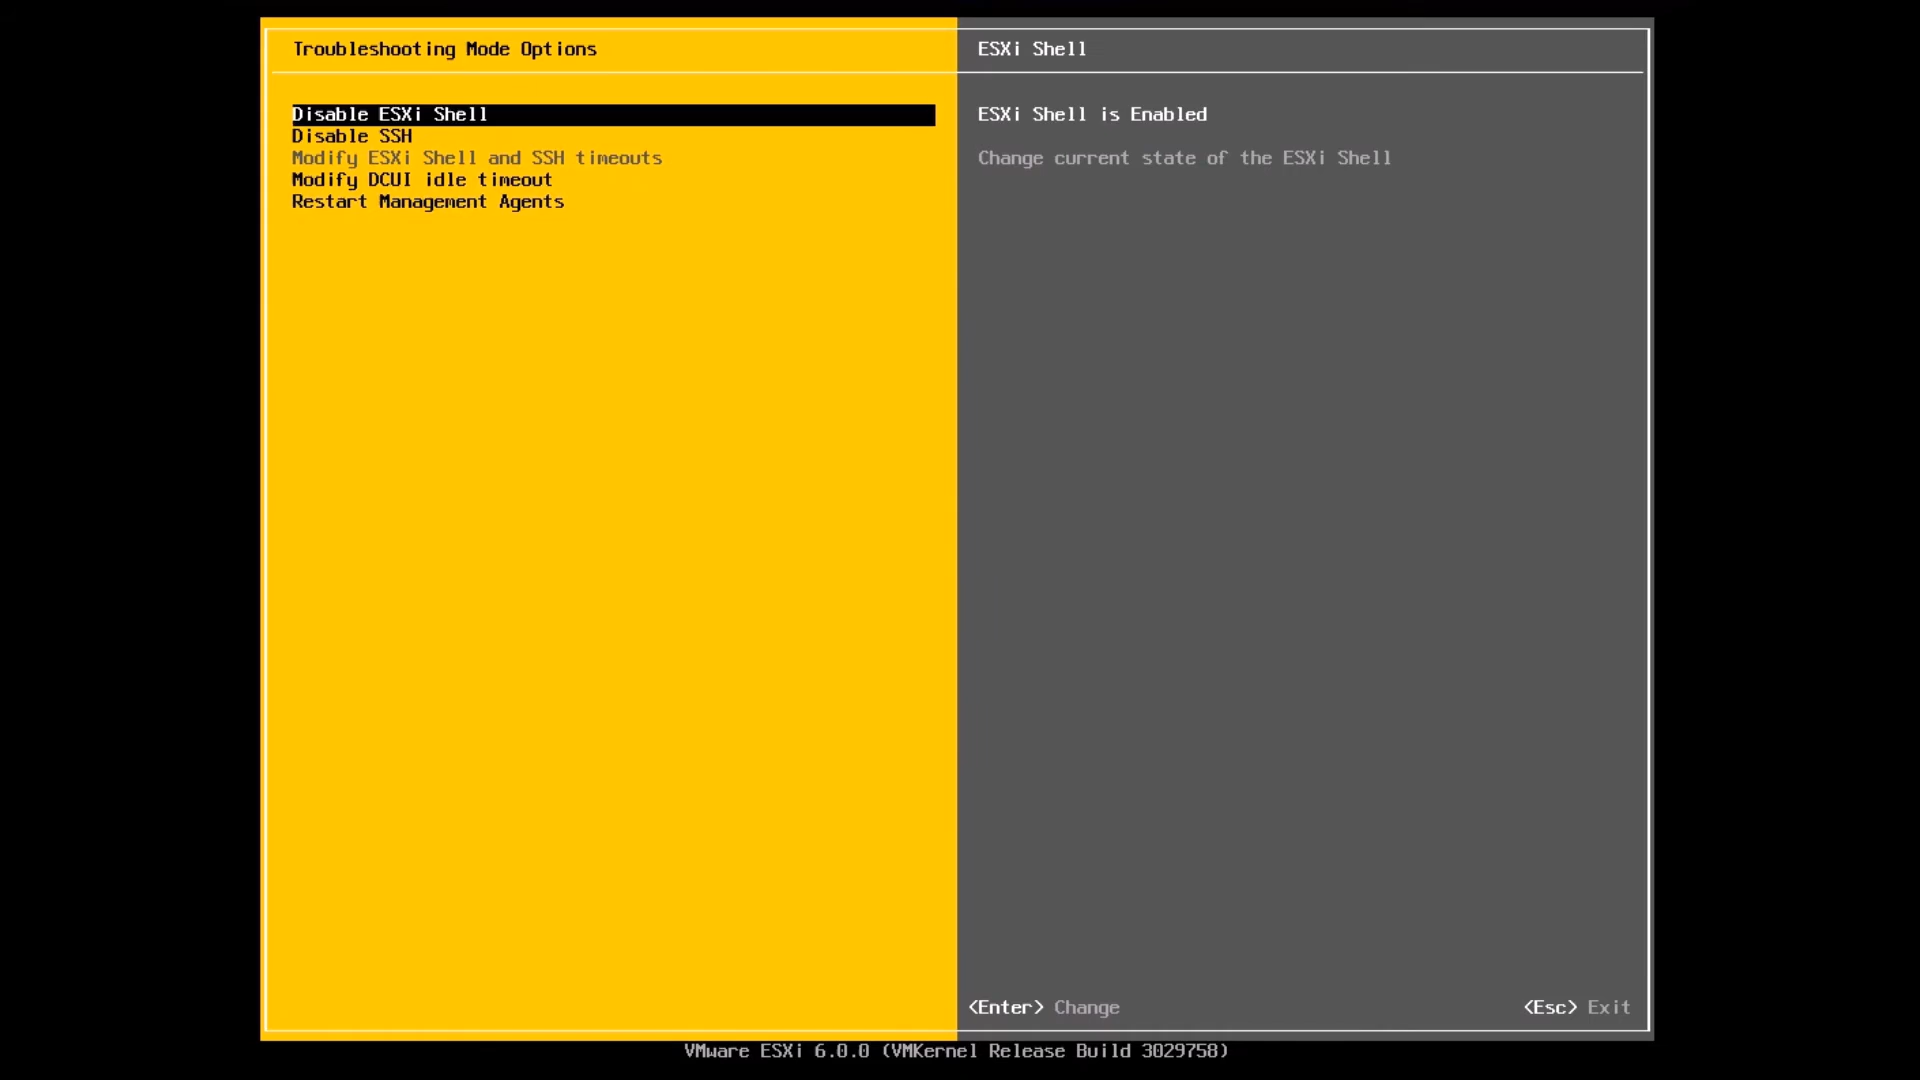 Troubleshooting Mode Options
Disable ESXi Shell
Disable SSH
Modify ESXi Shell and SSH timeouts
Modify DCUI idle timeout
Restart Management Agents
ESXi Shell
ESXi Shell is Enabled
Change current state of the ESXi Shell
<Enter> Change
<Esc> Exit
VMware ESXi 6.0.0 (VMKernel Release Build 3029758)